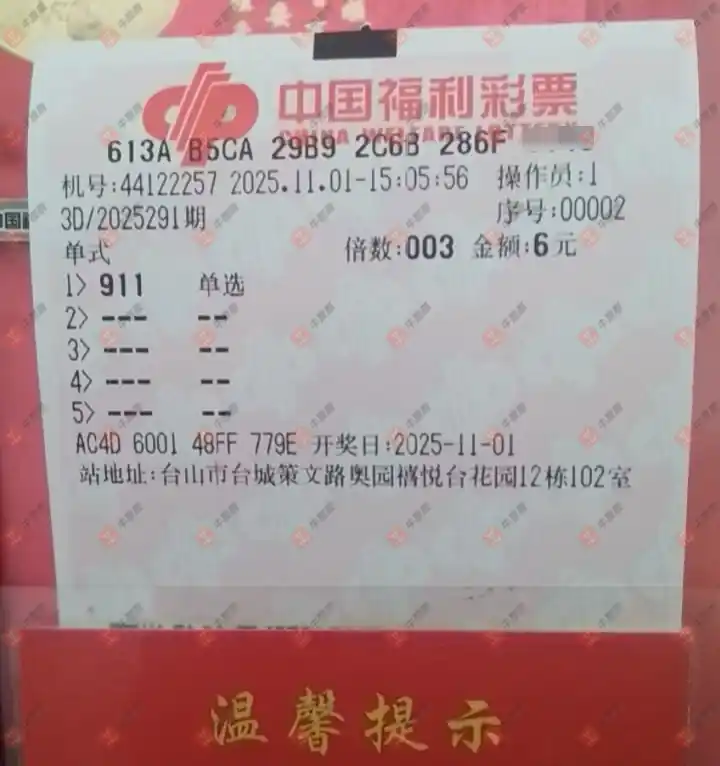 中国福利彩票
CHINA WELFARE LOTTERY
613A B5CA 29B9 2C6B 286F
机号:44122257 2025.11.01-15:05:56 操作员:1
3D/2025291期 序号:00002
单式 倍数:003 金额:6元
1> 911 单选
2> --- --
3> --- --
4> --- --
5> --- --
AC4D 6001 48FF 779E 开奖日:2025-11-01
站地址:台山市台城策文路奥园禧悦台花园12栋102室
温馨提示